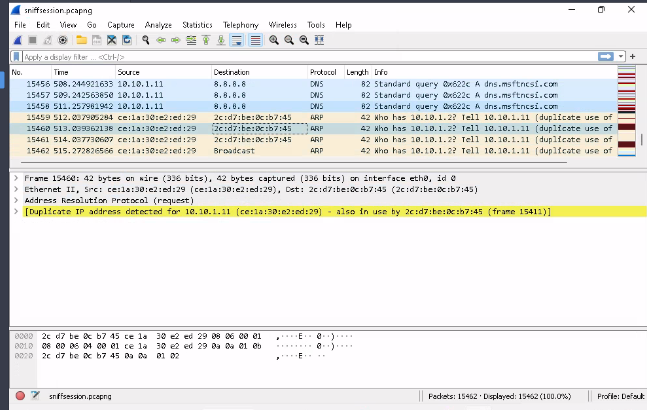 sniffsession.pcapng
File Edit View Go Capture Analyze Statistics Telephony Wireless Tools Help
Apply a display filter ... <Ctrl-/>
No. Time Source Destination Protocol Length Info
15456 508.244921633 10.10.1.11 8.8.8.8 DNS 82 Standard query 0x622c A dns.msftncsi.com
15457 509.242563850 10.10.1.11 8.8.8.8 DNS 82 Standard query 0x622c A dns.msftncsi.com
15458 511.257981942 10.10.1.11 8.8.8.8 DNS 82 Standard query 0x622c A dns.msftncsi.com
15459 512.037905284 ce:1a:30:e2:ed:29 2c:d7:be:0c:b7:45 ARP 42 Who has 10.10.1.2? Tell 10.10.1.11 (duplicate use of
15460 513.039362138 ce:1a:30:e2:ed:29 2c:d7:be:0c:b7:45 ARP 42 Who has 10.10.1.2? Tell 10.10.1.11 (duplicate use of
15461 514.037730607 ce:1a:30:e2:ed:29 2c:d7:be:0c:b7:45 ARP 42 Who has 10.10.1.2? Tell 10.10.1.11 (duplicate use of
15462 515.272826566 ce:1a:30:e2:ed:29 Broadcast ARP 42 Who has 10.10.1.2? Tell 10.10.1.11 (duplicate use of
Frame 15460: 42 bytes on wire (336 bits), 42 bytes captured (336 bits) on interface eth0, id 0
Ethernet II, Src: ce:1a:30:e2:ed:29 (ce:1a:30:e2:ed:29), Dst: 2c:d7:be:0c:b7:45 (2c:d7:be:0c:b7:45)
Address Resolution Protocol (request)
[Duplicate IP address detected for 10.10.1.11 (ce:1a:30:e2:ed:29) - also in use by 2c:d7:be:0c:b7:45 (frame 15411)]
0000 2c d7 be 0c b7 45 ce 1a 30 e2 ed 29 08 06 00 01 ,····E·· 0··)····
0010 08 00 06 04 00 01 ce 1a 30 e2 ed 29 0a 0a 01 0b ········ 0··)····
0020 2c d7 be 0c b7 45 0a 0a 01 02 ,····E·· ··
sniffsession.pcapng Packets: 15462 · Displayed: 15462 (100.0%) Profile: Default